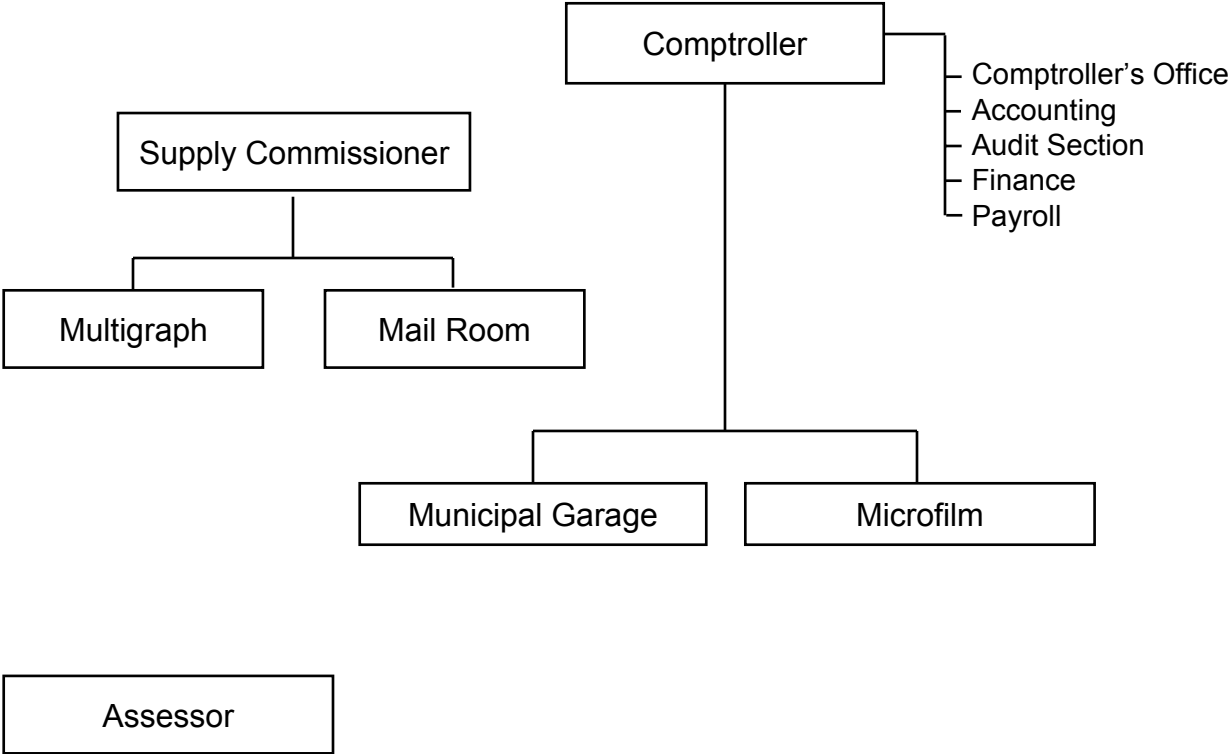 Comptroller
Comptroller’s Office
Accounting
Audit Section
Finance
Payroll
Supply Commissioner
Multigraph
Mail Room
Municipal Garage
Microfilm
Assessor